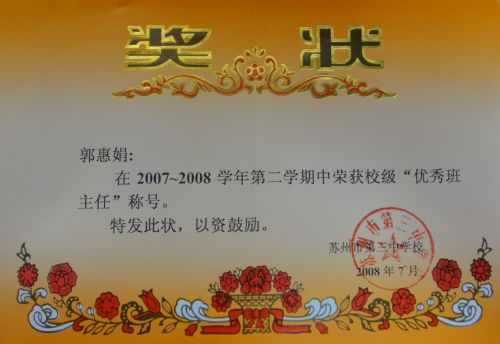 奖 状
郭惠娟:
在 2007~2008 学年第二学期中荣获校级“优秀班
主任”称号。
特发此状，以资鼓励。
苏州市第三中学校
2008 年 7 月